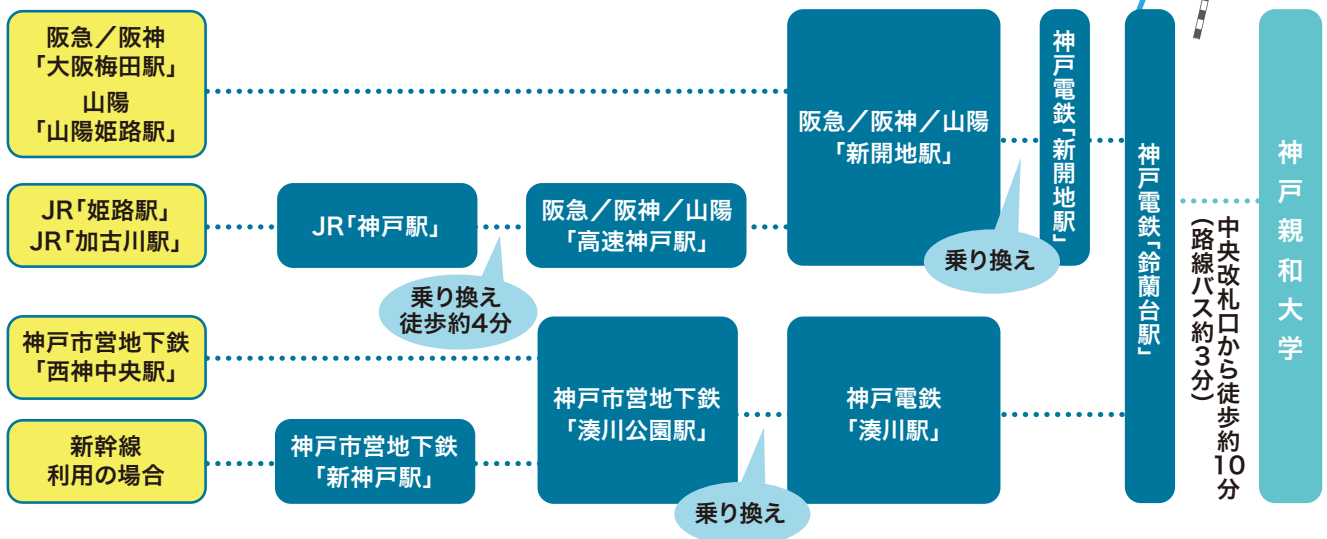 阪急／阪神
「大阪梅田駅」
山陽
「山陽姫路駅」
阪急／阪神／山陽
「新開地駅」
乗り換え
神戸電鉄「新開地駅」
JR「姫路駅」
JR「加古川駅」
JR「神戸駅」
乗り換え
徒歩約4分
阪急／阪神／山陽
「高速神戸駅」
神戸市営地下鉄
「西神中央駅」
新幹線
利用の場合
神戸市営地下鉄
「新神戸駅」
神戸市営地下鉄
「湊川公園駅」
乗り換え
神戸電鉄
「湊川駅」
神戸電鉄「鈴蘭台駅」
中央改札口から徒歩約10分
（路線バス約3分）
神戸親和大学